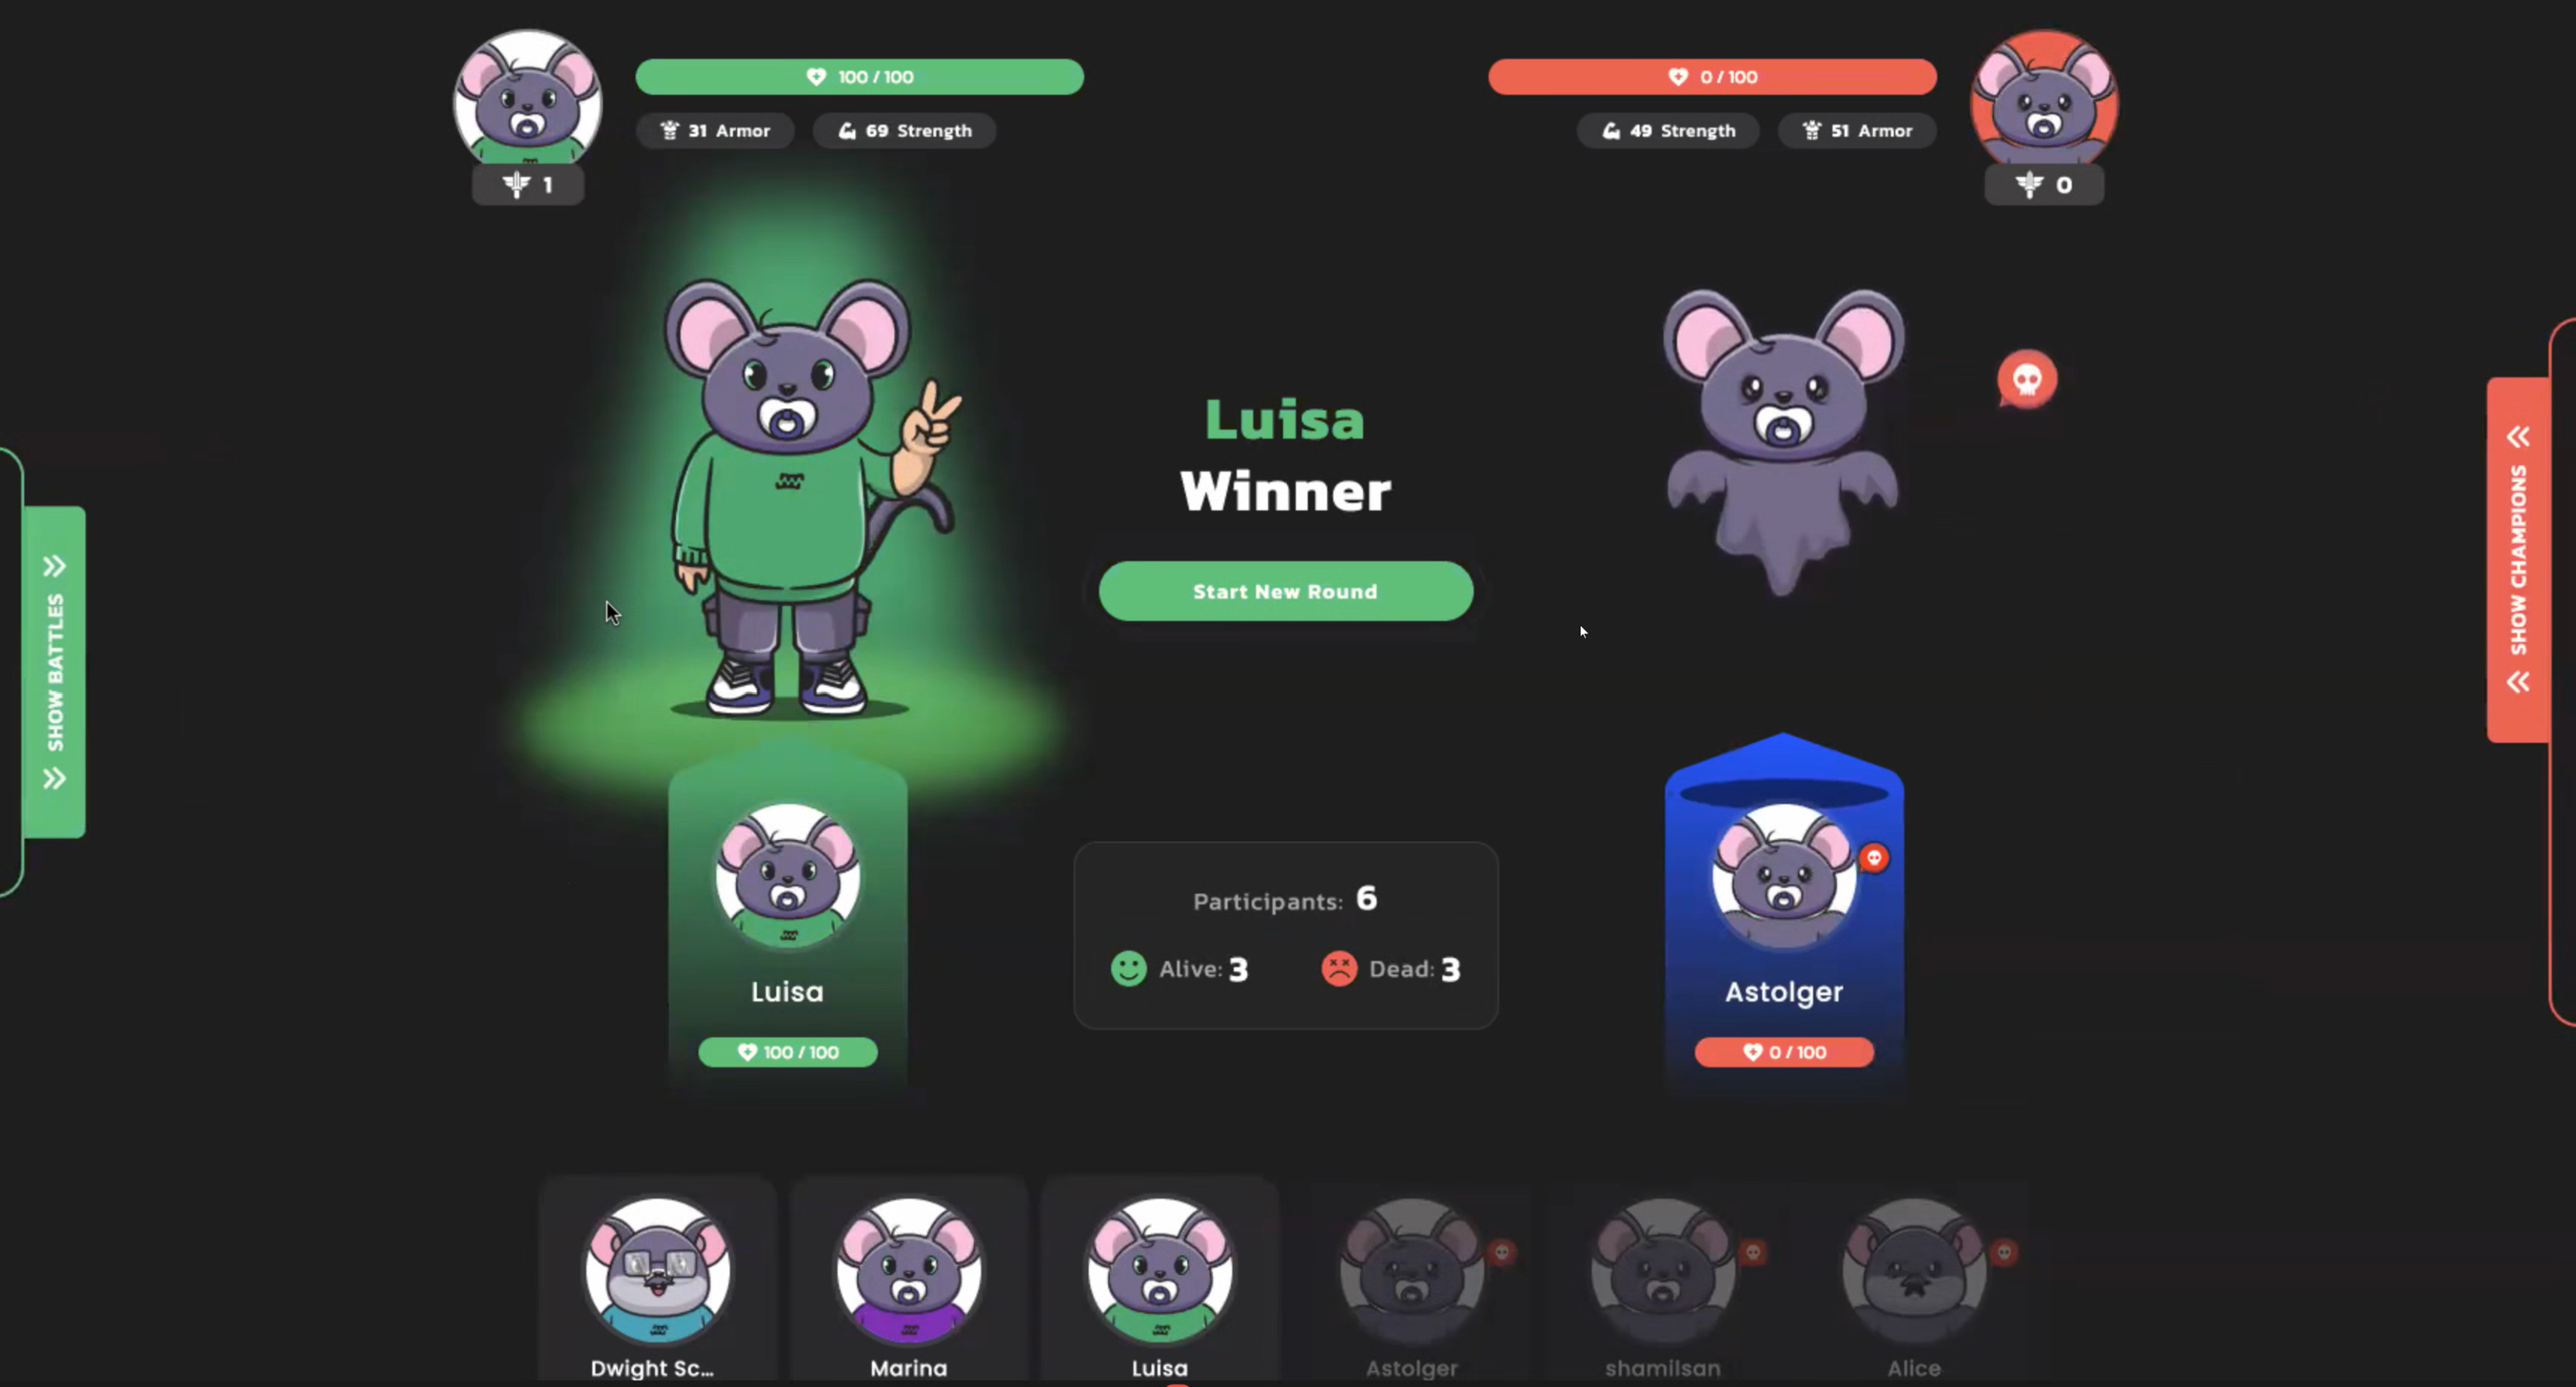 100 / 100
31 Armor
69 Strength
1
0 / 100
49 Strength
51 Armor
0
Luisa
Winner
Start New Round
SHOW BATTLES
SHOW CHAMPIONS
Luisa
100 / 100
Participants: 6
Alive: 3
Dead: 3
Astolger
0 / 100
Dwight Sc...
Marina
Luisa
Astolger
shamilsan
Alice